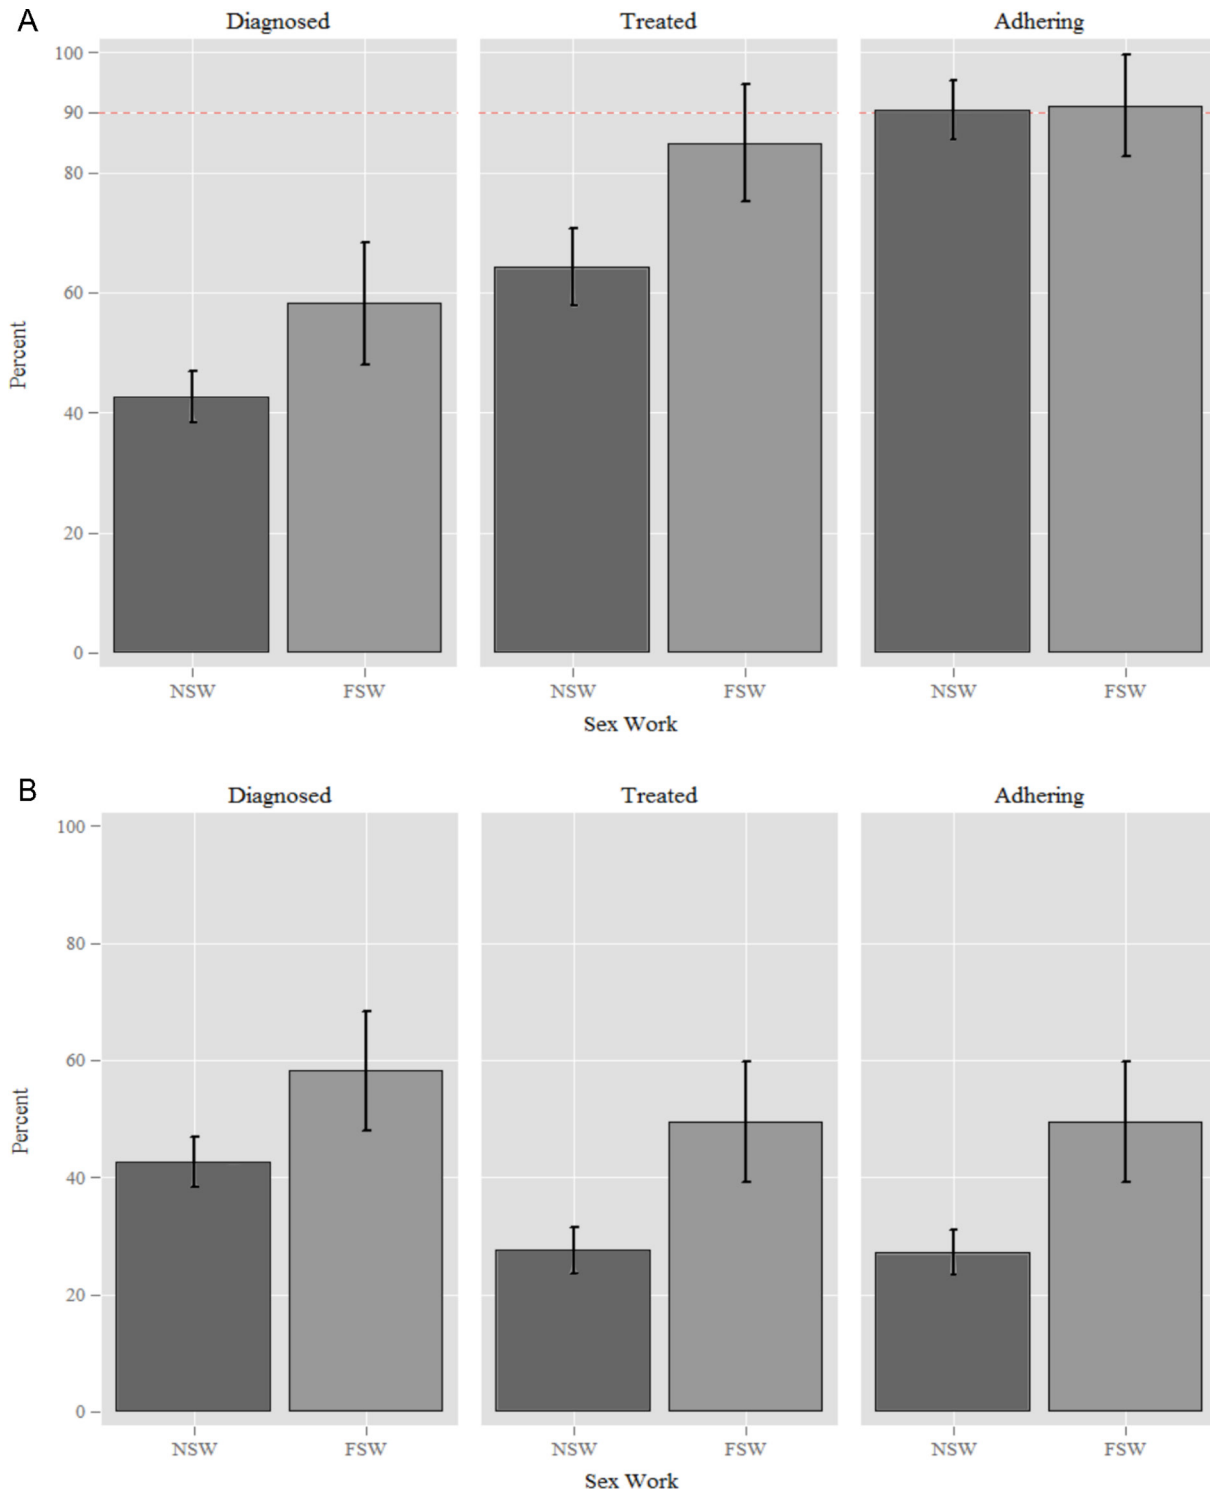 A
Diagnosed Treated Adhering
100
90
80
60
40
20
0
Percent
NSW FSW NSW FSW NSW FSW
Sex Work
B
Diagnosed Treated Adhering
100
80
60
40
20
0
Percent
NSW FSW NSW FSW NSW FSW
Sex Work